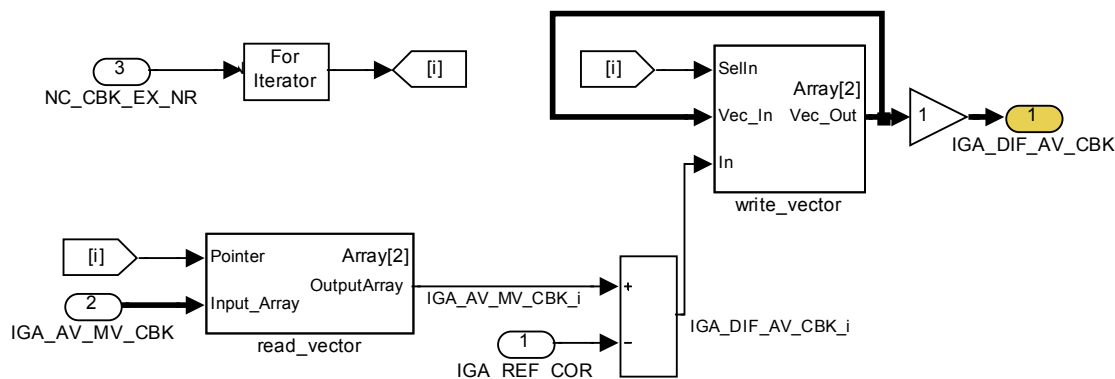 3
NC_CBK_EX_NR
For
Iterator
[i]
[i]
SelIn
Array[2]
Vec_In
Vec_Out
In
write_vector
1
1
IGA_DIF_AV_CBK
[i]
Pointer
Array[2]
OutputArray
Input_Array
read_vector
2
IGA_AV_MV_CBK
IGA_AV_MV_CBK_i
+
−
1
IGA_REF_COR
IGA_DIF_AV_CBK_i